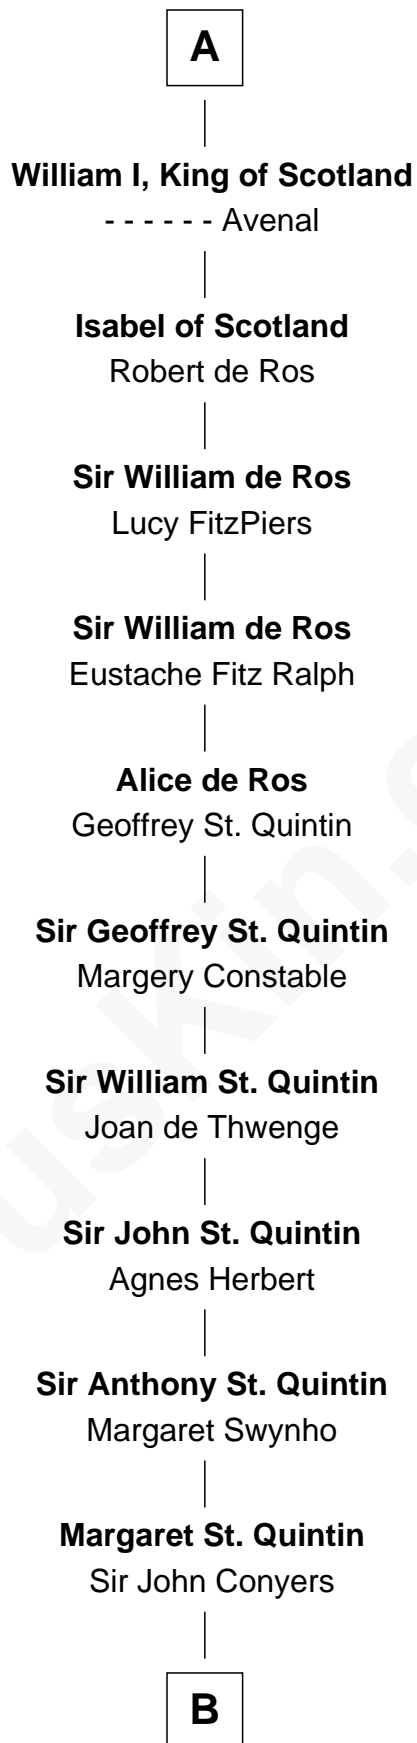 A
William I, King of Scotland
- - - - - - Avenal
Isabel of Scotland
Robert de Ros
Sir William de Ros
Lucy FitzPiers
Sir William de Ros
Eustache Fitz Ralph
Alice de Ros
Geoffrey St. Quintin
Sir Geoffrey St. Quintin
Margery Constable
Sir William St. Quintin
Joan de Thwenge
Sir John St. Quintin
Agnes Herbert
Sir Anthony St. Quintin
Margaret Swynho
Margaret St. Quintin
Sir John Conyers
B